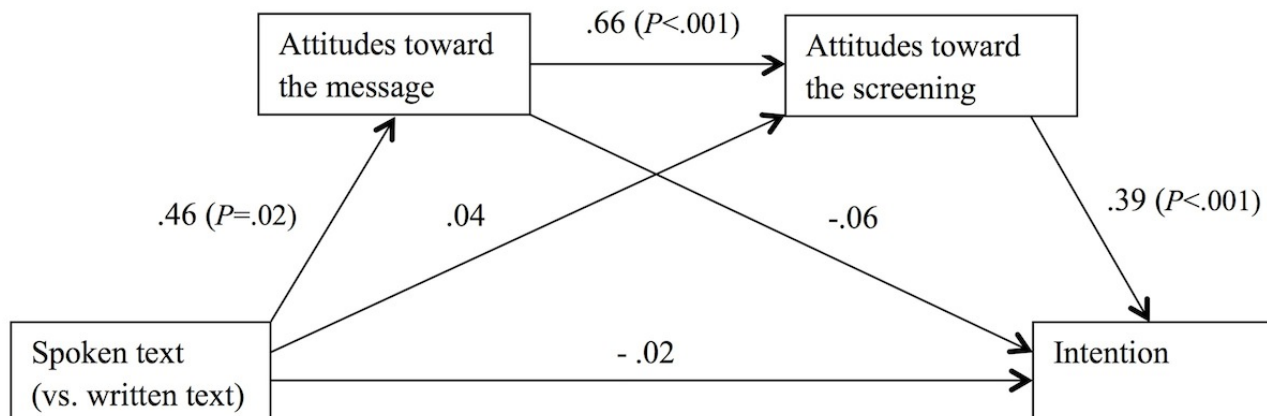 .66 (P<.001)
Attitudes toward
the message
Attitudes toward
the screening
.46 (P=.02)
.04
-.06
.39 (P<.001)
Spoken text
(vs. written text)
- .02
Intention